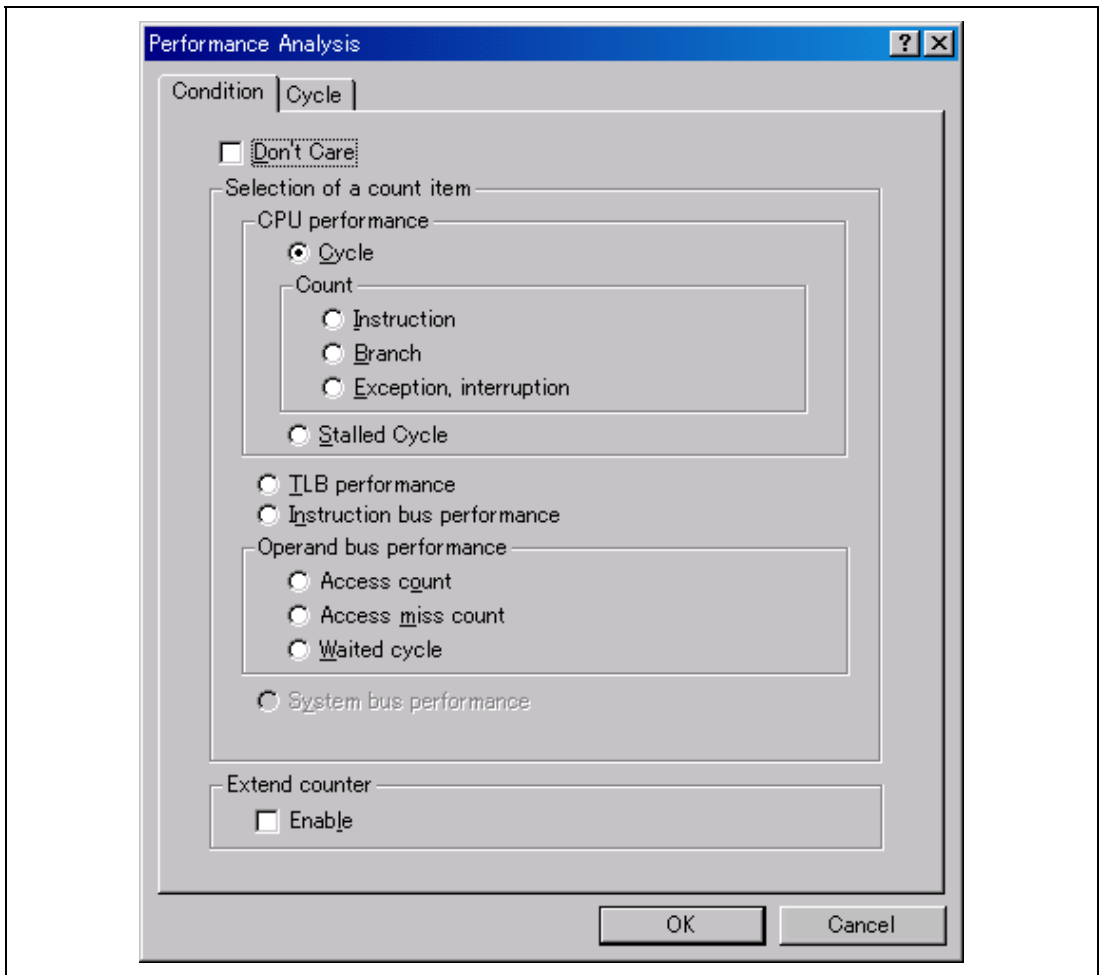 Performance Analysis
Condition Cycle
Don't Care
Selection of a count item
CPU performance
Cycle
Count
Instruction
Branch
Exception, interruption
Stalled Cycle
TLB performance
Instruction bus performance
Operand bus performance
Access count
Access miss count
Waited cycle
System bus performance
Extend counter
Enable
OK Cancel